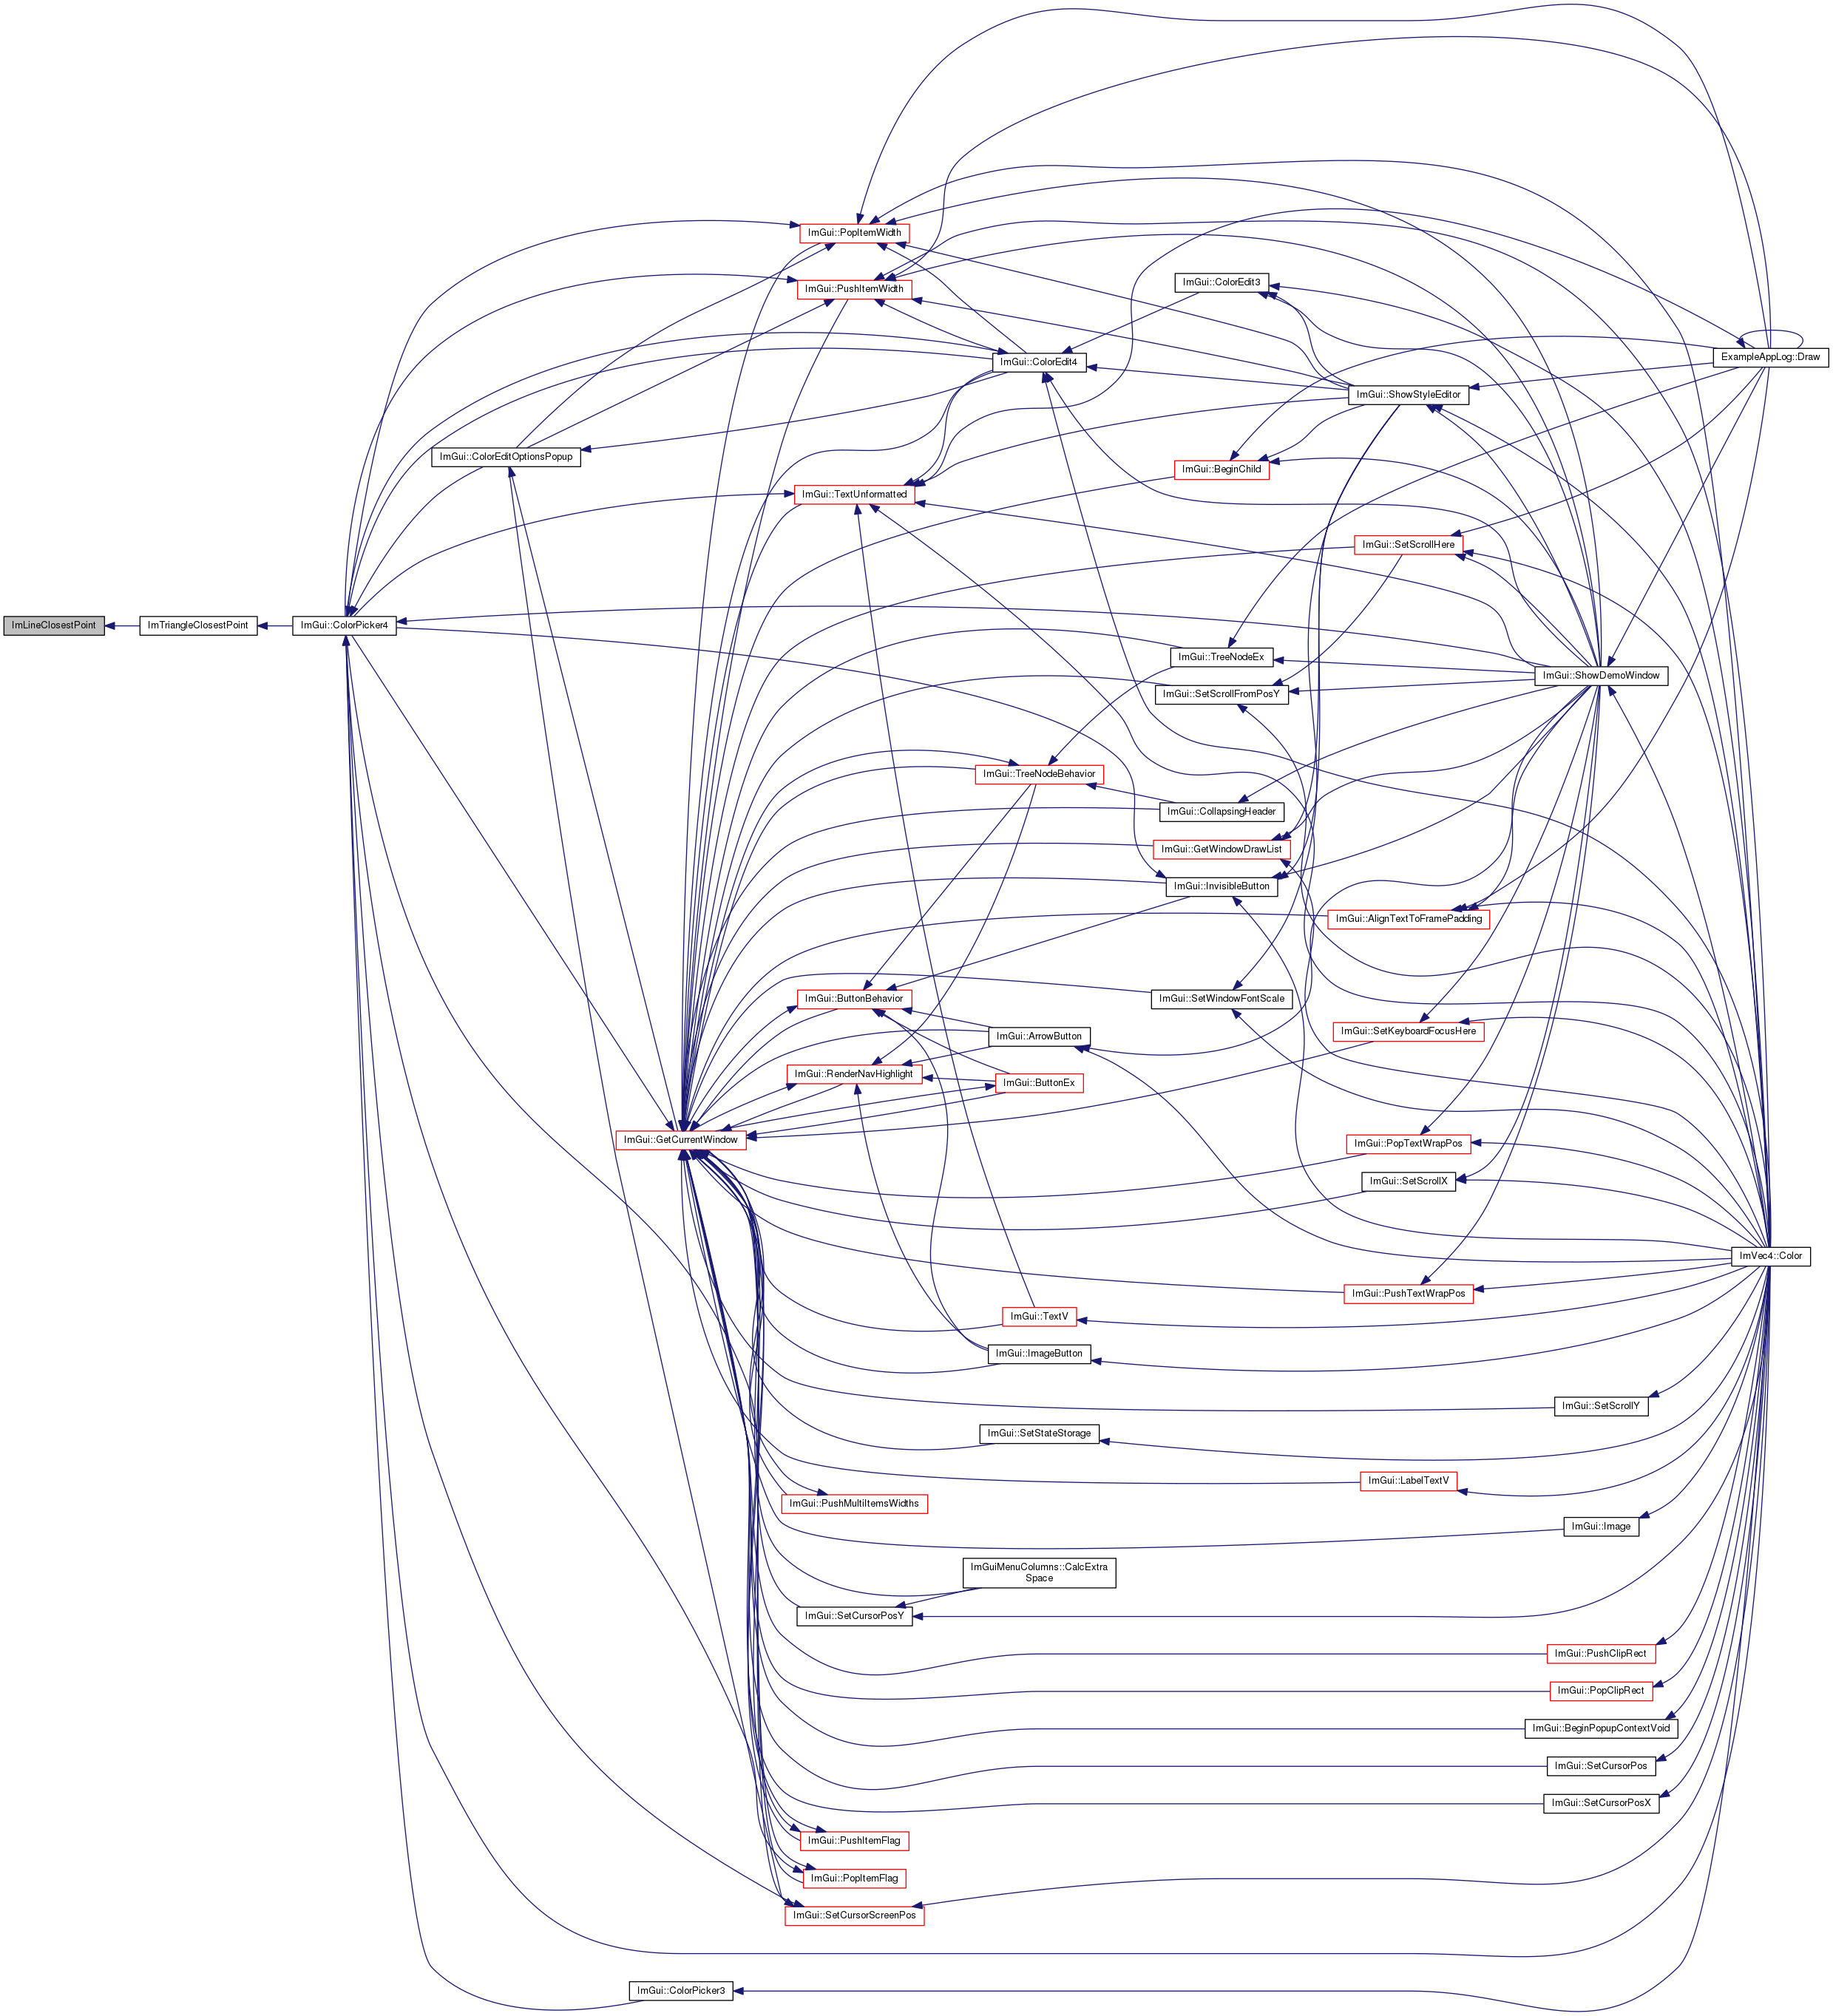 ImGui::PopItemWidth
ImGui::PushItemWidth
ImGui::ColorEdit3
ExampleAppLog::Draw
ImGui::ColorEdit4
ImGui::ShowStyleEditor
ImGui::ColorEditOptionsPopup
ImGui::BeginChild
ImGui::TextUnformatted
ImGui::SetScrollHere
ImLineClosestPoint
ImTriangleClosestPoint
ImGui::ColorPicker4
ImGui::TreeNodeEx
ImGui::ShowDemoWindow
ImGui::SetScrollFromPosY
ImGui::TreeNodeBehavior
ImGui::CollapsingHeader
ImGui::GetWindowDrawList
ImGui::InvisibleButton
ImGui::AlignTextToFramePadding
ImGui::ButtonBehavior
ImGui::SetWindowFontScale
ImGui::SetKeyboardFocusHere
ImGui::ArrowButton
ImGui::RenderNavHighlight
ImGui::ButtonEx
ImGui::GetCurrentWindow
ImGui::PopTextWrapPos
ImGui::SetScrollX
ImVec4::Color
ImGui::PushTextWrapPos
ImGui::TextV
ImGui::ImageButton
ImGui::SetScrollY
ImGui::SetStateStorage
ImGui::LabelTextV
ImGui::PushMultiItemsWidths
ImGui::Image
ImGuiMenuColumns::CalcExtra
Space
ImGui::SetCursorPosY
ImGui::PushClipRect
ImGui::PopClipRect
ImGui::BeginPopupContextVoid
ImGui::SetCursorPos
ImGui::SetCursorPosX
ImGui::PushItemFlag
ImGui::PopItemFlag
ImGui::SetCursorScreenPos
ImGui::ColorPicker3